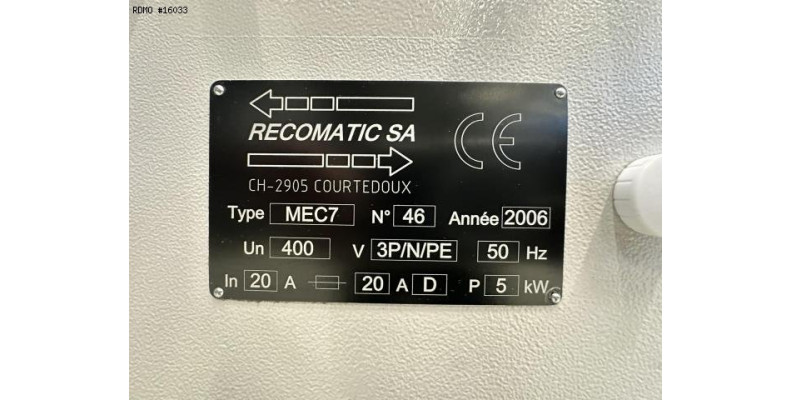 RDMO #16033
RECOMATIC SA
CE
CH-2905 COURTEDOUX
Type MEC7 N° 46 Année 2006
Un 400 V 3P/N/PE 50 Hz
In 20 A 20 A D P 5 kW